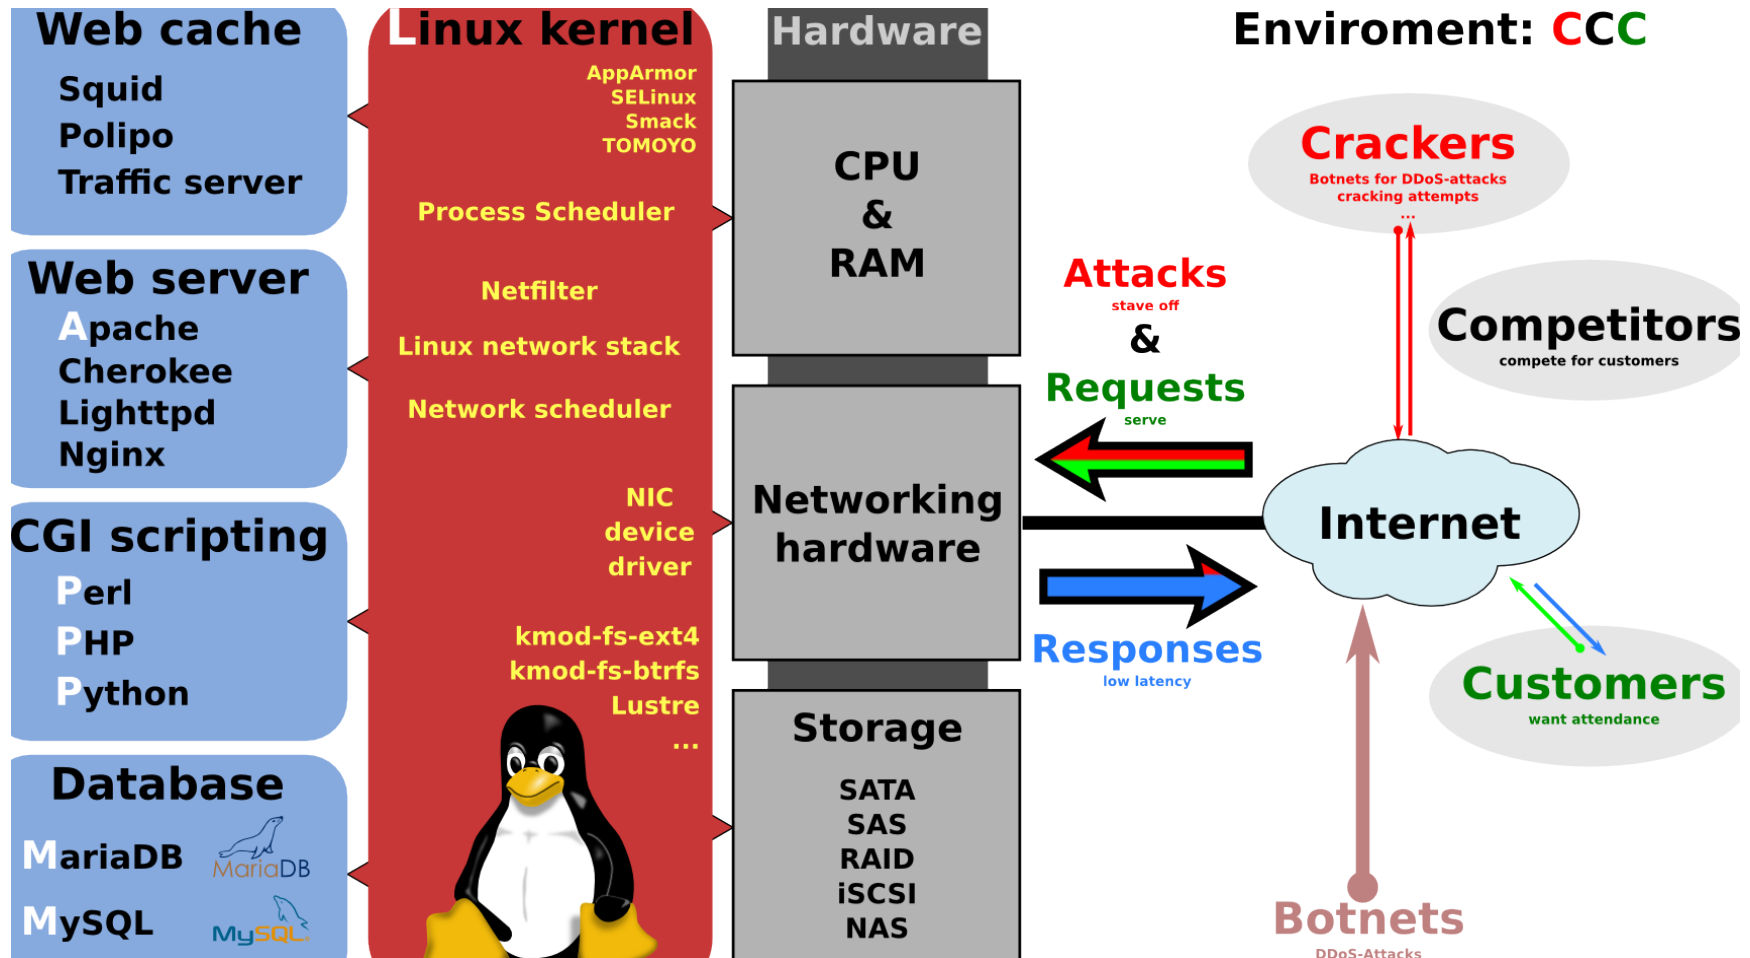 Web cache
Squid
Polipo
Traffic server
Web server
Apache
Cherokee
Lighttpd
Nginx
CGI scripting
Perl
PHP
Python
Database
MariaDB
MariaDB
MySQL
MySQL
Linux kernel
AppArmor
SELinux
Smack
TOMOYO
Process Scheduler
Netfilter
Linux network stack
Network scheduler
NIC
device
driver
kmod-fs-ext4
kmod-fs-btrfs
Lustre
...
Hardware
CPU
&
RAM
Networking
hardware
Storage
SATA
SAS
RAID
iSCSI
NAS
Enviroment: CCC
Crackers
Botnets for DDoS-attacks
cracking attempts
...
Competitors
compete for customers
Attacks
stave off
&
Requests
serve
Internet
Responses
low latency
Customers
want attendance
Botnets
DDoS-Attacks